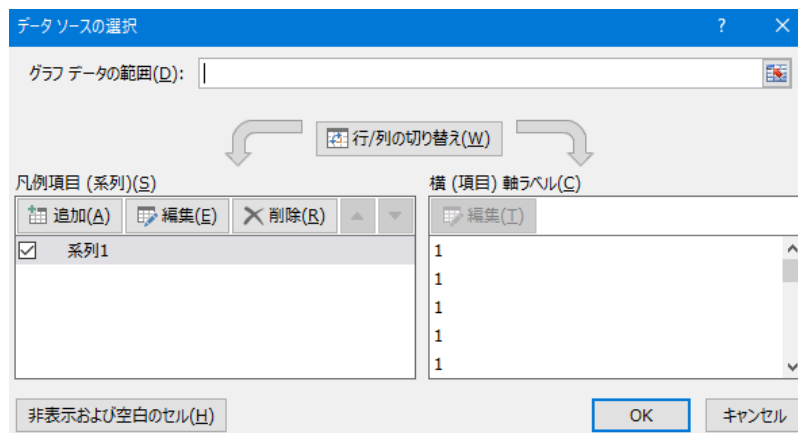 データ ソースの選択 ? ×
グラフ データの範囲(D):
行/列の切り替え(W)
凡例項目 (系列)(S)
追加(A) 編集(E) 削除(R)
系列1
横 (項目) 軸ラベル(C)
編集(T)
1
1
1
1
1
非表示および空白のセル(H)
OK キャンセル